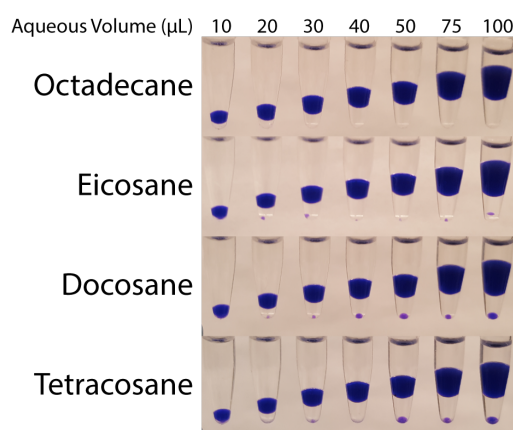 Aqueous Volume (µL) 10 20 30 40 50 75 100
Octadecane
Eicosane
Docosane
Tetracosane